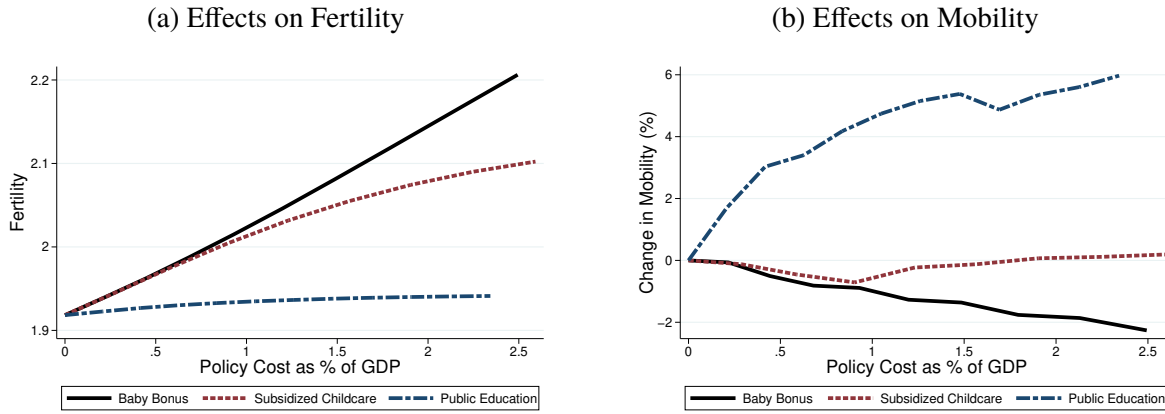 (a) Effects on Fertility
2.2
2.1
2
1.9
Fertility
0
.5
1
1.5
2
2.5
Policy Cost as % of GDP
Baby Bonus
Subsidized Childcare
Public Education
(b) Effects on Mobility
6
4
2
0
−2
Change in Mobility (%)
0
.5
1
1.5
2
2.5
Policy Cost as % of GDP
Baby Bonus
Subsidized Childcare
Public Education